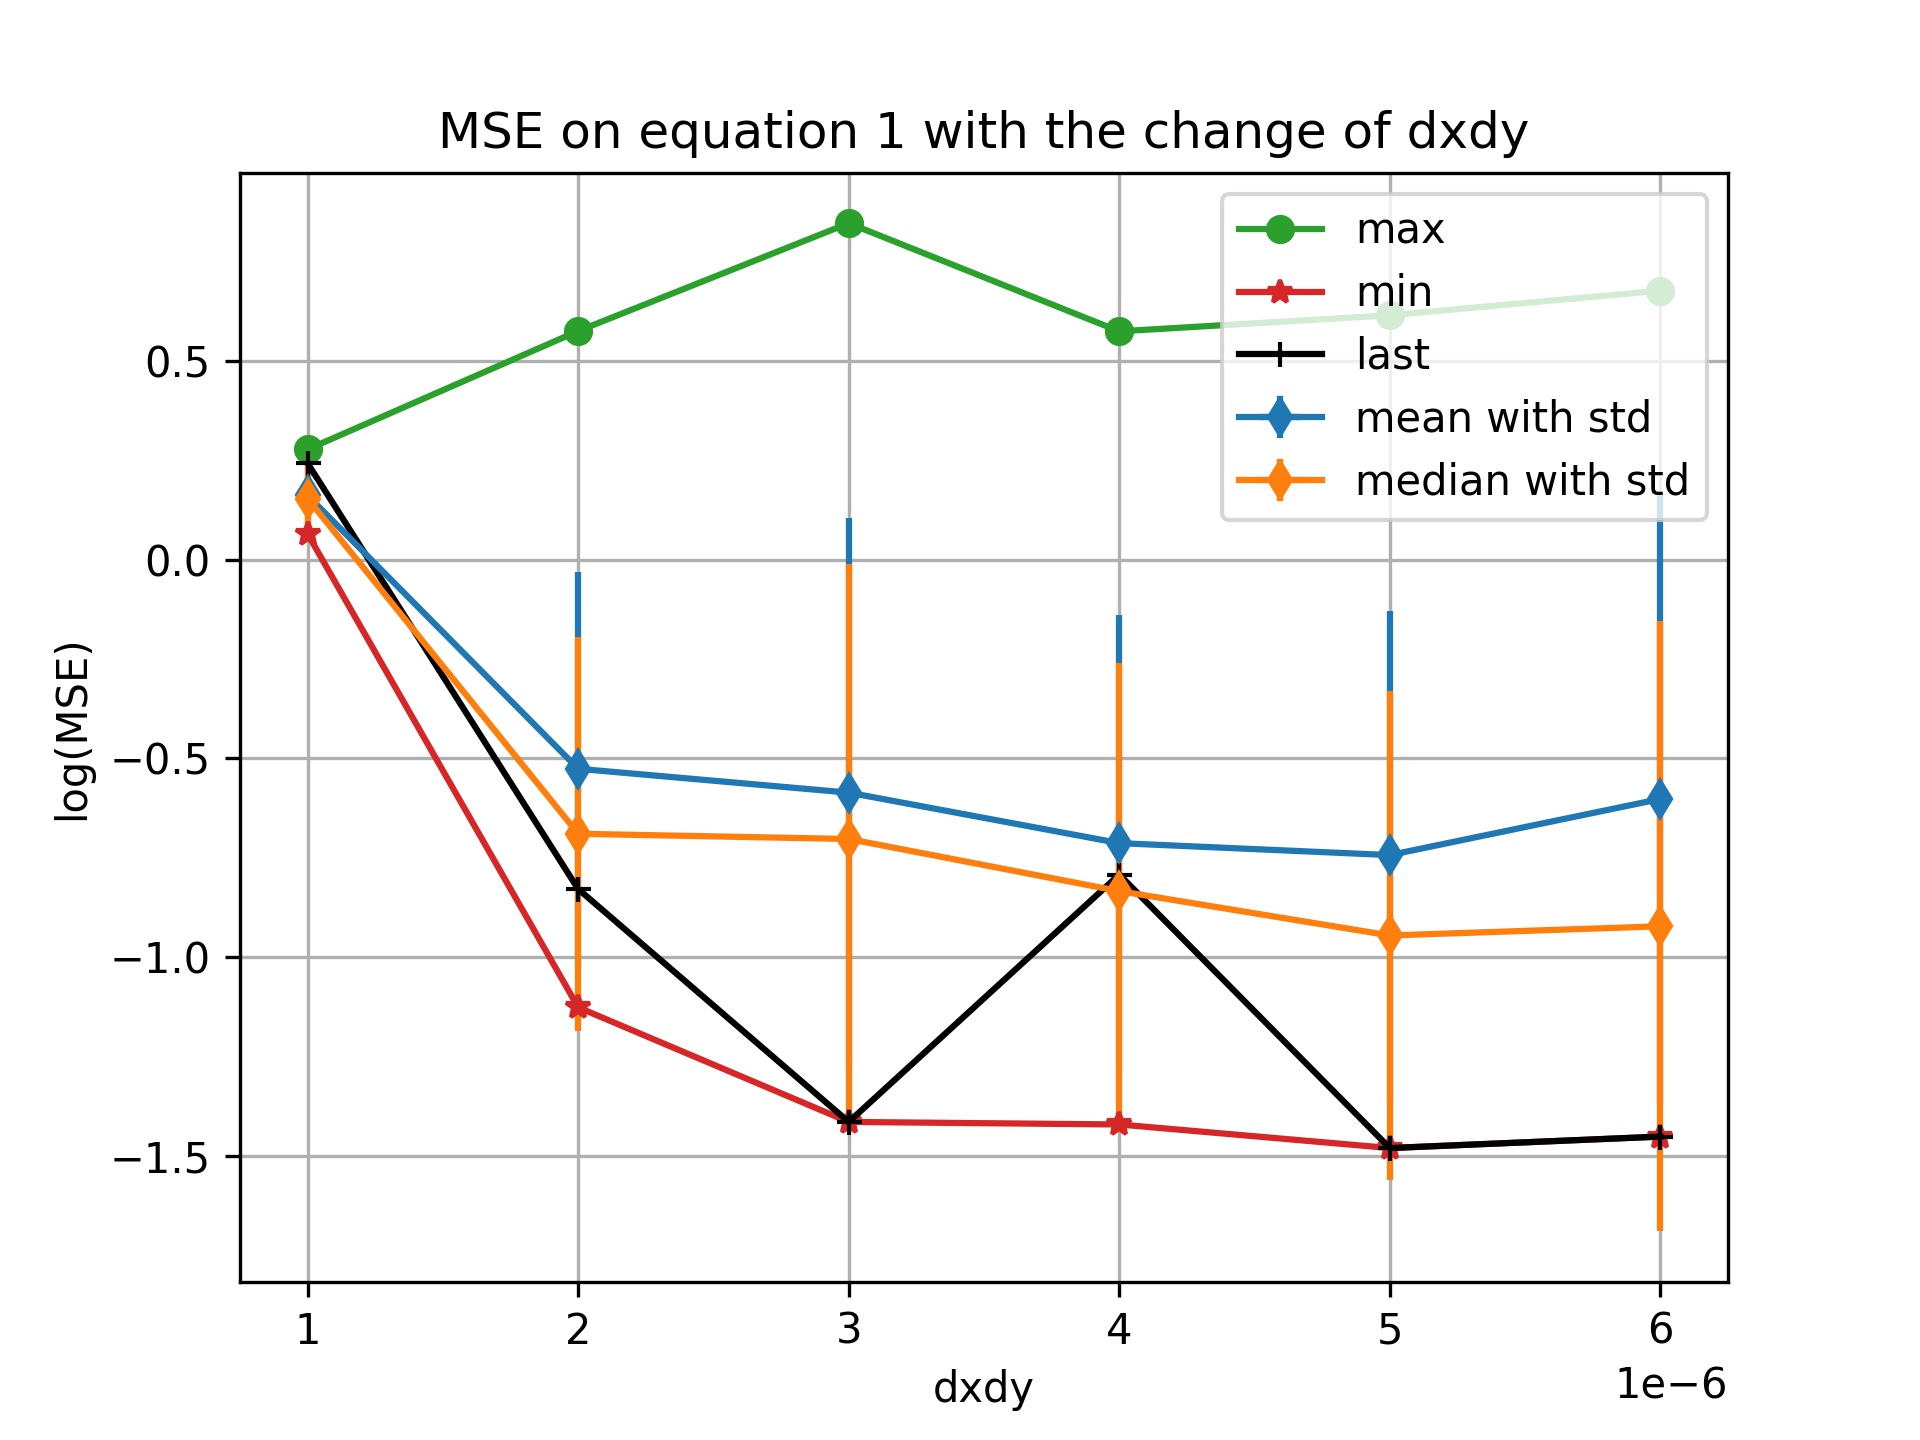 MSE on equation 1 with the change of dxdy
max
min
last
mean with std
median with std
log(MSE)
0.5
0.0
−0.5
−1.0
−1.5
1 2 3 4 5 6
1e−6
dxdy